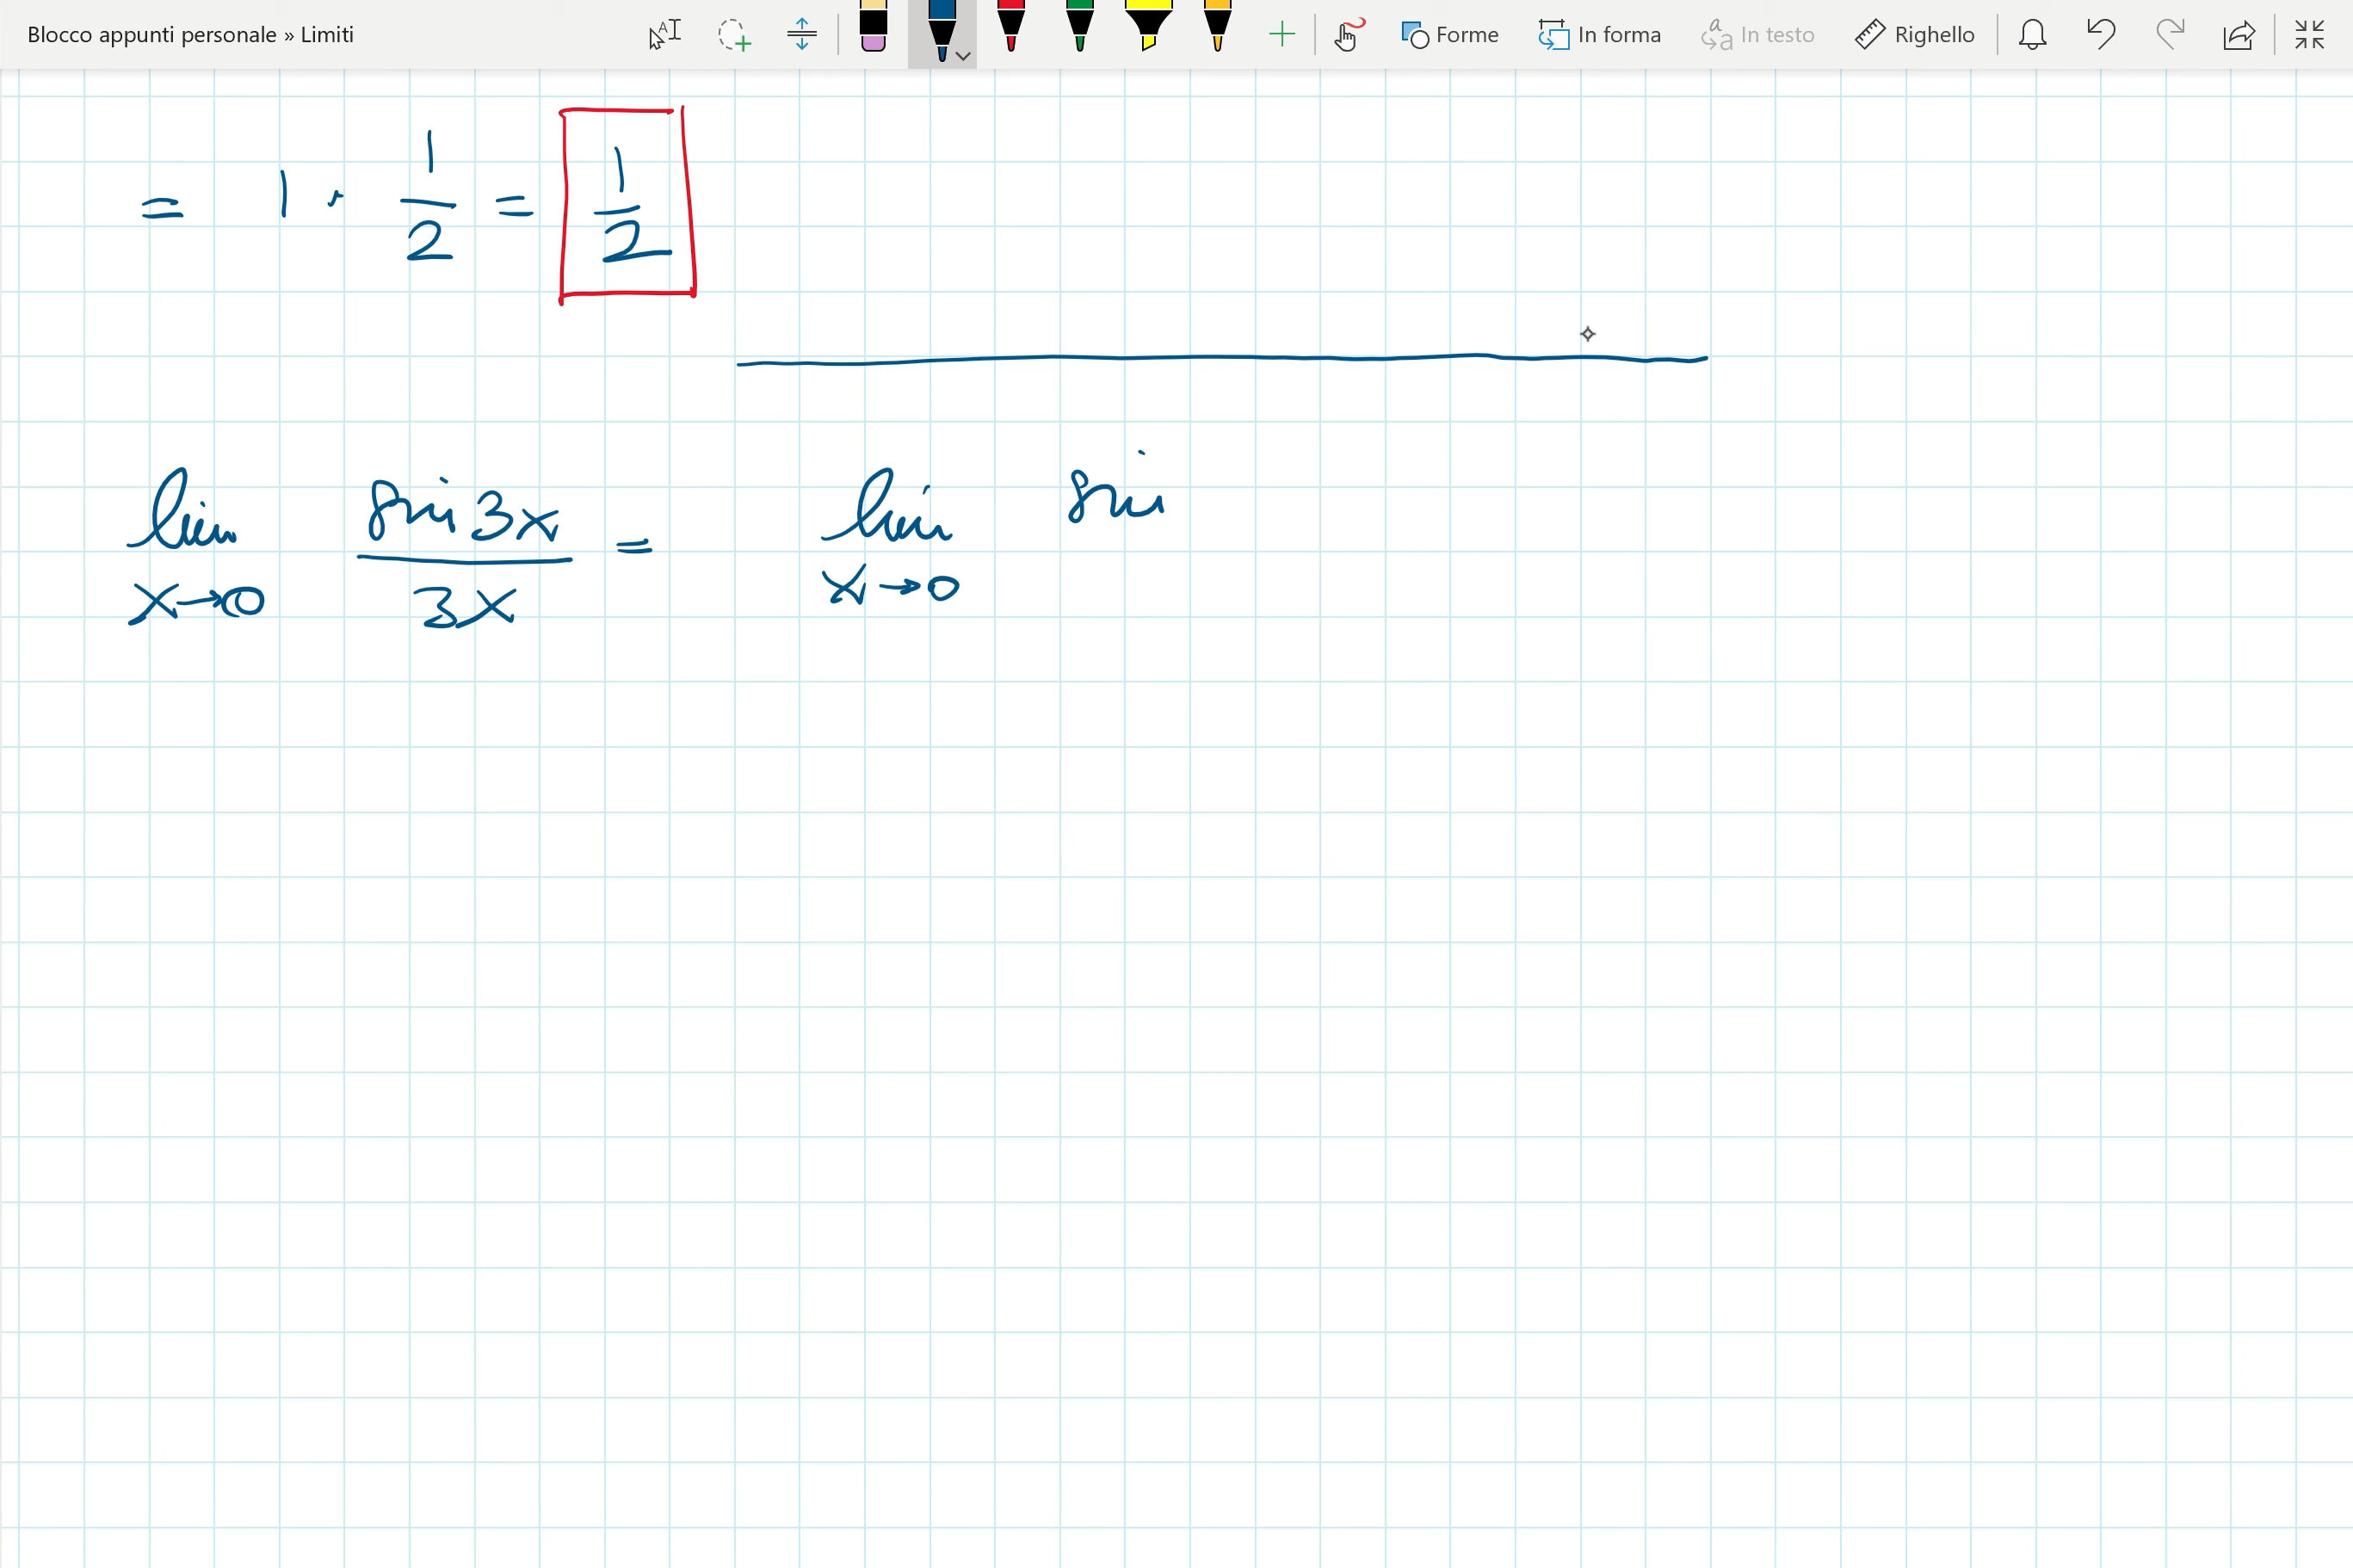 Blocco appunti personale » Limiti
Forme
In forma
In testo
Righello
= 1 · 1/2 = 1/2
lim x→0 sin 3x / 3x = lim x→0 sin